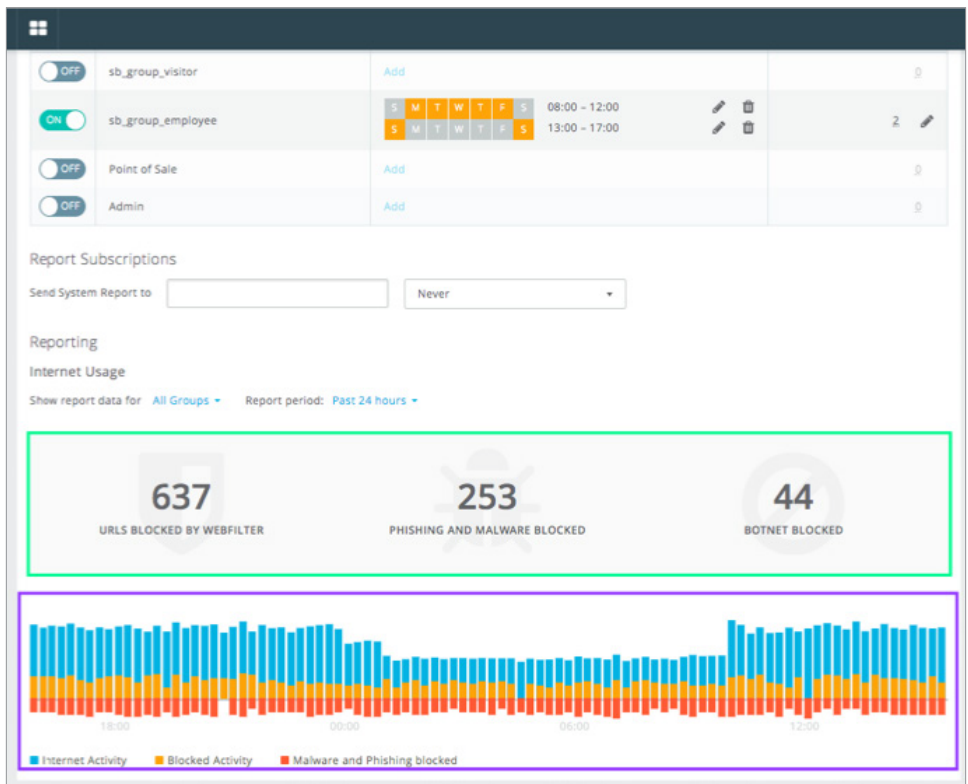 OFF sb_group_visitor Add 0
ON sb_group_employee S M T W T F S 08:00 - 12:00 2
S M T W T F S 13:00 - 17:00
OFF Point of Sale Add 0
OFF Admin Add 0
Report Subscriptions
Send System Report to Never
Reporting
Internet Usage
Show report data for All Groups Report period: Past 24 hours
637 253 44
URLS BLOCKED BY WEBFILTER PHISHING AND MALWARE BLOCKED BOTNET BLOCKED
18:00 00:00 06:00 12:00
Internet Activity Blocked Activity Malware and Phishing blocked